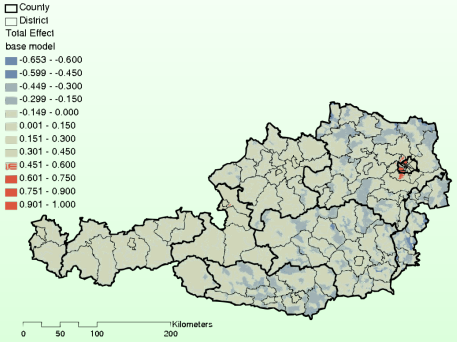 County
District
Total Effect
base model
-0.653 - -0.600
-0.599 - -0.450
-0.449 - -0.300
-0.299 - -0.150
-0.149 - 0.000
0.001 - 0.150
0.151 - 0.300
0.301 - 0.450
0.451 - 0.600
0.601 - 0.750
0.751 - 0.900
0.901 - 1.000
Kilometers
0 50 100 200